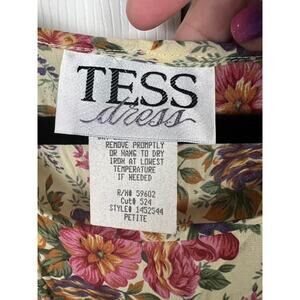 TESS
dress
REMOVE PROMPTLY
OR HANG TO DRY
IRON AT LOWEST
TEMPERATURE
IF NEEDED
R/N# 59602
Cut# 524
STYLE# 1452544
PETITE